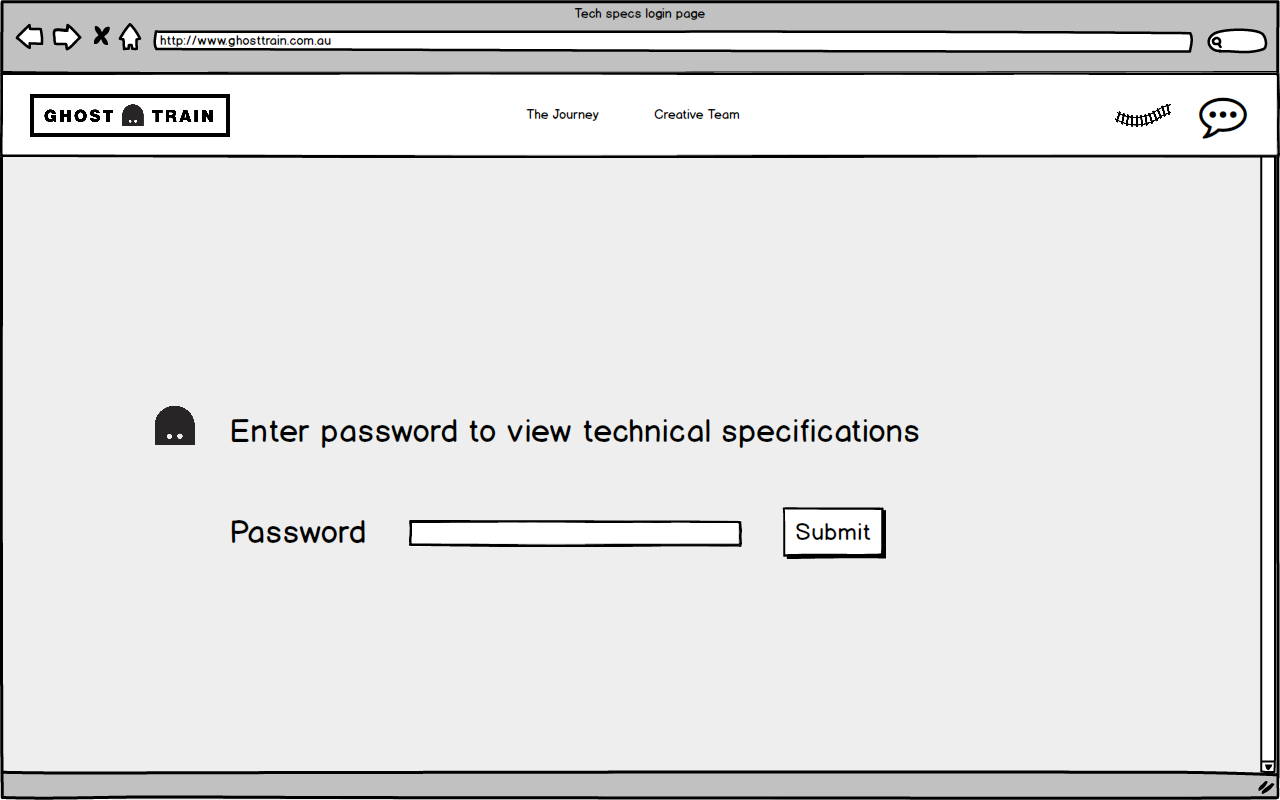 Tech specs login page
http://www.ghosttrain.com.au
GHOST TRAIN
The Journey
Creative Team
Enter password to view technical specifications
Password
Submit